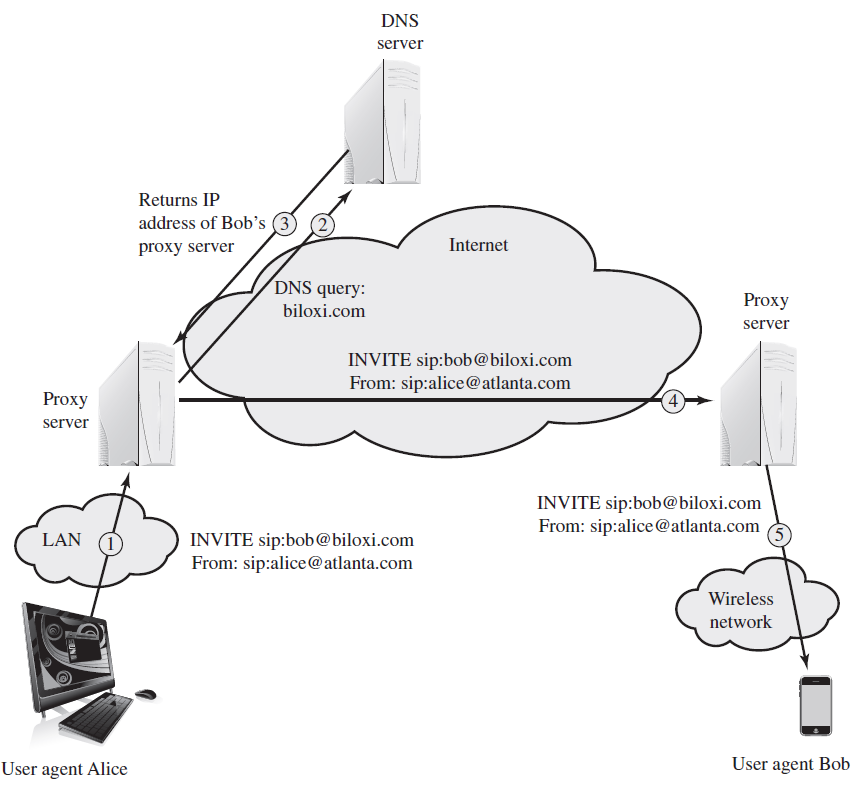 DNS
server
Returns IP
address of Bob's
proxy server
3
2
Internet
DNS query:
biloxi.com
Proxy
server
INVITE sip:bob@biloxi.com
From: sip:alice@atlanta.com
4
Proxy
server
LAN
1
INVITE sip:bob@biloxi.com
From: sip:alice@atlanta.com
INVITE sip:bob@biloxi.com
From: sip:alice@atlanta.com
5
Wireless
network
User agent Alice
User agent Bob